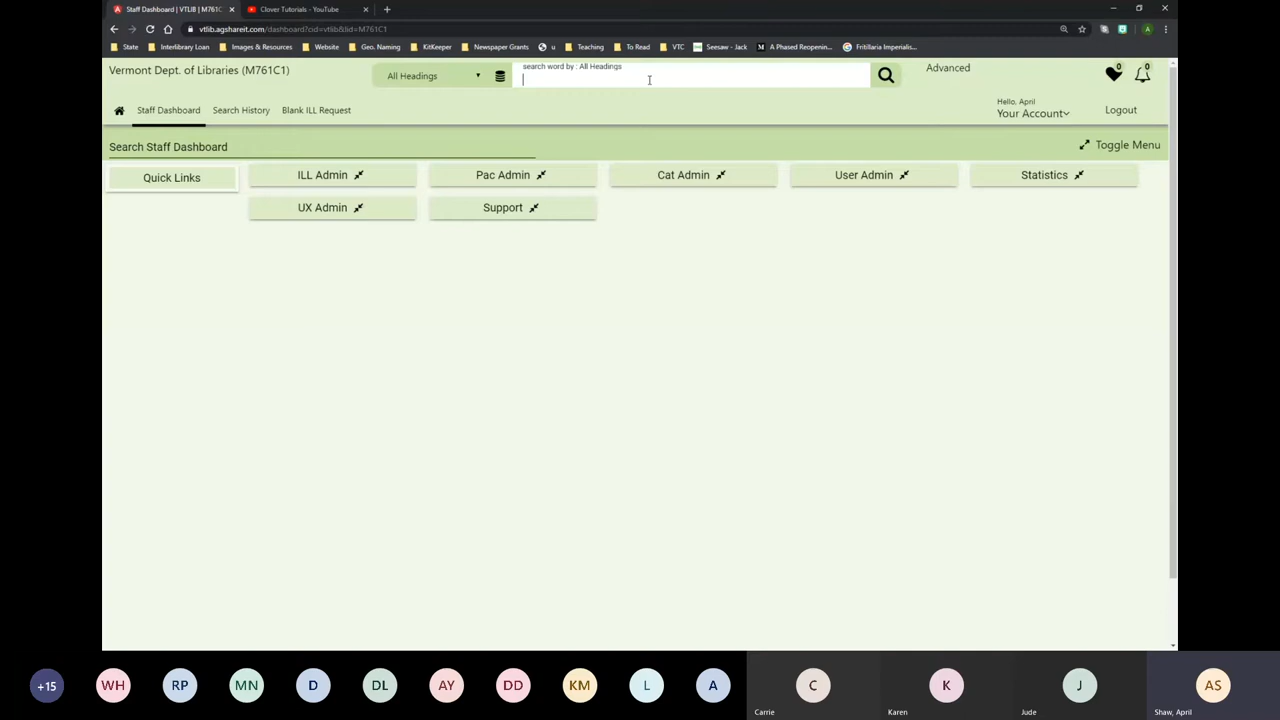 Staff Dashboard | VTLIB | M761C
Clover Tutorials - YouTube
vtlib.agshareit.com/dashboard?cid=vtlib&lid=M761C1
State
Interlibrary Loan
Images & Resources
Website
Geo. Naming
KitKeeper
Newspaper Grants
u
Teaching
To Read
VTC
Seesaw - Jack
A Phased Reopenin...
Fritillaria Imperialis...
Vermont Dept. of Libraries (M761C1)
All Headings
search word by : All Headings
Advanced
0
0
Staff Dashboard
Search History
Blank ILL Request
Hello, April
Your Account
Logout
Search Staff Dashboard
Toggle Menu
Quick Links
ILL Admin
Pac Admin
Cat Admin
User Admin
Statistics
UX Admin
Support
+15
WH
RP
MN
D
DL
AY
DD
KM
L
A
C
K
J
AS
Carrie
Karen
Jude
Shaw, April